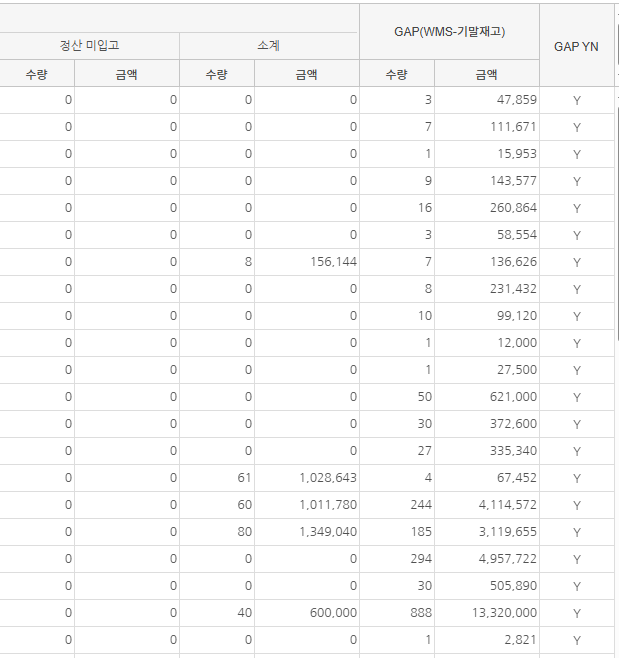 GAP(WMS-기말재고) GAP YN
정산 미입고 소계
수량 금액 수량 금액 수량 금액
0 0 0 0 3 47,859 Y
0 0 0 0 7 111,671 Y
0 0 0 0 1 15,953 Y
0 0 0 0 9 143,577 Y
0 0 0 0 16 260,864 Y
0 0 0 0 3 58,554 Y
0 0 8 156,144 7 136,626 Y
0 0 0 0 8 231,432 Y
0 0 0 0 10 99,120 Y
0 0 0 0 1 12,000 Y
0 0 0 0 1 27,500 Y
0 0 0 0 50 621,000 Y
0 0 0 0 30 372,600 Y
0 0 0 0 27 335,340 Y
0 0 61 1,028,643 4 67,452 Y
0 0 60 1,011,780 244 4,114,572 Y
0 0 80 1,349,040 185 3,119,655 Y
0 0 0 0 294 4,957,722 Y
0 0 0 0 30 505,890 Y
0 0 40 600,000 888 13,320,000 Y
0 0 0 0 1 2,821 Y